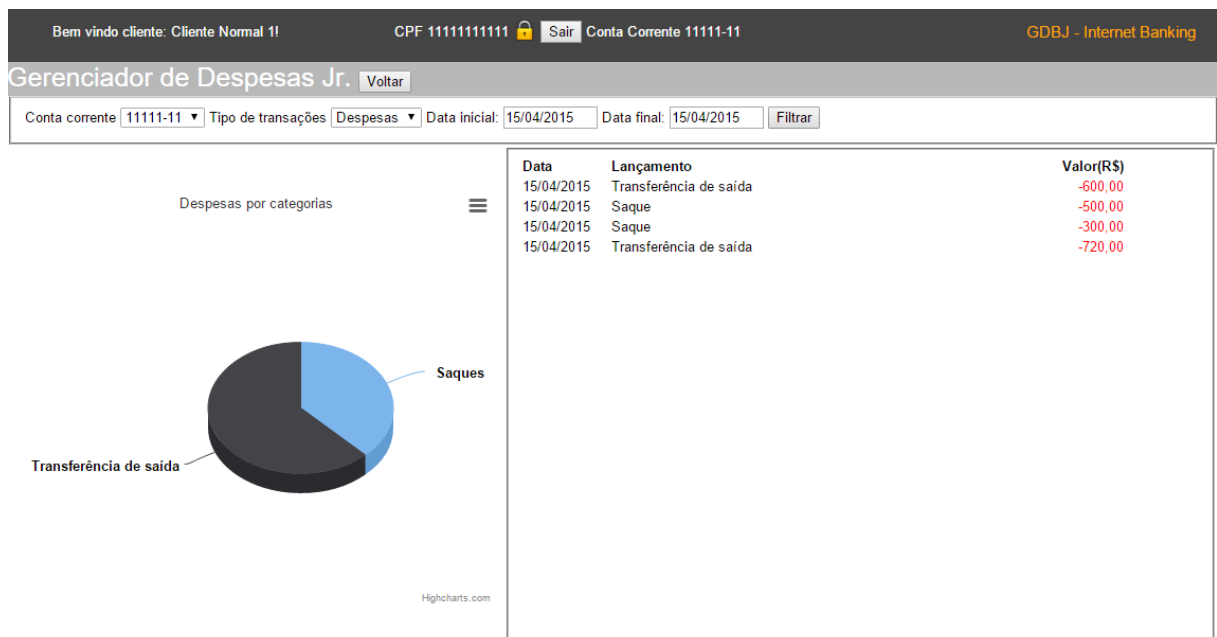 Bem vindo cliente: Cliente Normal 1! CPF 11111111111 Sair Conta Corrente 11111-11 GDBJ - Internet Banking
Gerenciador de Despesas Jr. Voltar
Conta corrente 11111-11 Tipo de transações Despesas Data inicial: 15/04/2015 Data final: 15/04/2015 Filtrar
Despesas por categorias
Saques
Transferência de saída
Highcharts.com
Data Lançamento Valor(R$)
15/04/2015 Transferência de saída -600,00
15/04/2015 Saque -500,00
15/04/2015 Saque -300,00
15/04/2015 Transferência de saída -720,00